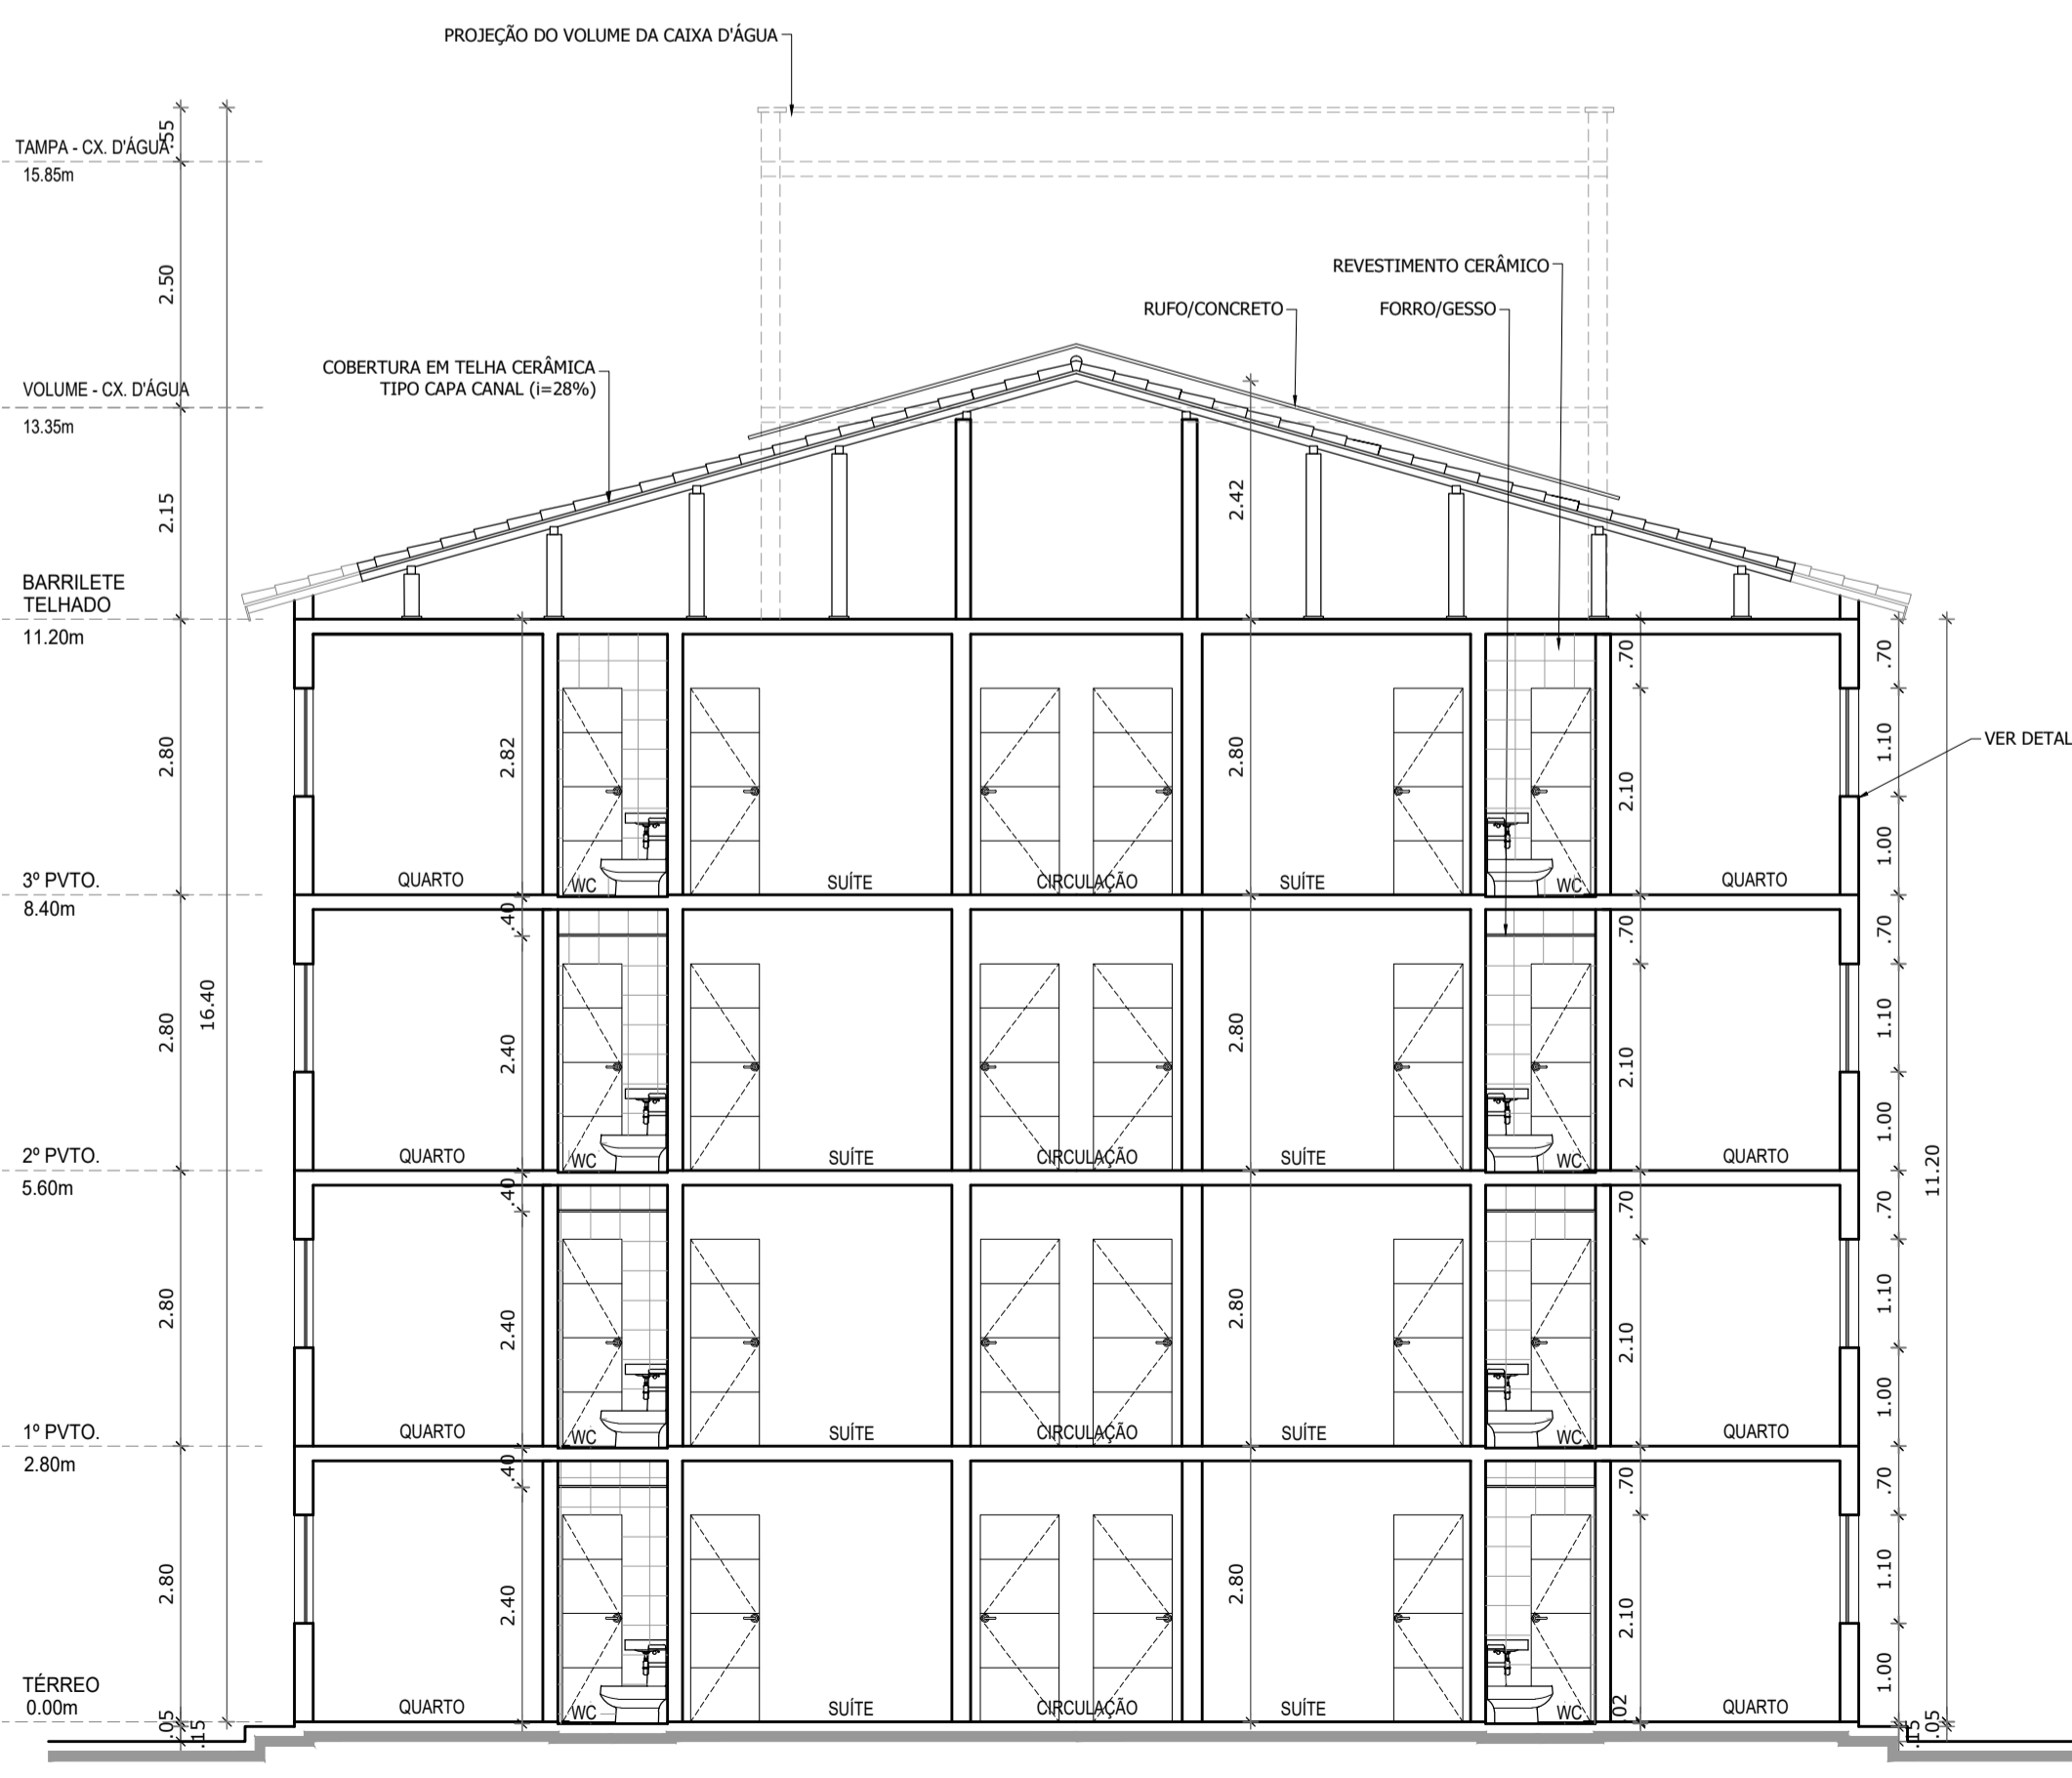 PROJEÇÃO DO VOLUME DA CAIXA D'ÁGUA
.55
TAMPA - CX. D'ÁGUA
15.85m
2.50
REVESTIMENTO CERÂMICO
RUFO/CONCRETO
FORRO/GESSO
COBERTURA EM TELHA CERÂMICA
TIPO CAPA CANAL (i=28%)
VOLUME - CX. D'ÁGUA
13.35m
2.15
2.42
BARRILETE
TELHADO
11.20m
.70
.70
2.80
2.82
2.80
2.10
1.10
VER DETAL
1.00
3º PVTO.
8.40m
QUARTO
WC
SUÍTE
CIRCULAÇÃO
SUÍTE
WC
QUARTO
.40
.70
.70
16.40
2.80
2.40
2.80
2.10
1.10
1.00
2º PVTO.
5.60m
QUARTO
WC
SUÍTE
CIRCULAÇÃO
SUÍTE
WC
QUARTO
11.20
.40
.70
.70
2.80
2.40
2.80
2.10
1.10
1.00
1º PVTO.
2.80m
QUARTO
WC
SUÍTE
CIRCULAÇÃO
SUÍTE
WC
QUARTO
.40
.70
.70
2.80
2.40
2.80
2.10
1.10
1.00
TÉRREO
0.00m
QUARTO
WC
SUÍTE
CIRCULAÇÃO
SUÍTE
WC
.02
QUARTO
.05
.15
.15
.05